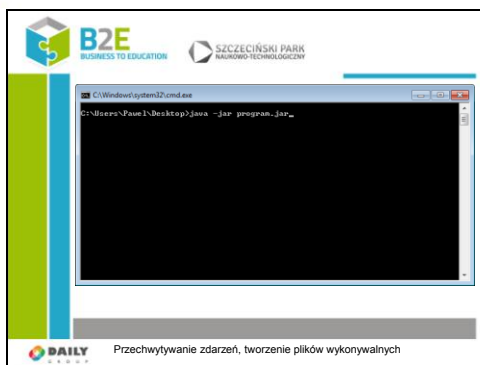 B2E
BUSINESS TO EDUCATION
SZCZECIŃSKI PARK
NAUKOWO-TECHNOLOGICZNY
C:\Windows\system32\cmd.exe
C:\Users\Pawel\Desktop>java -jar program.jar_
DAILY
GROUP
Przechwytywanie zdarzeń, tworzenie plików wykonywalnych